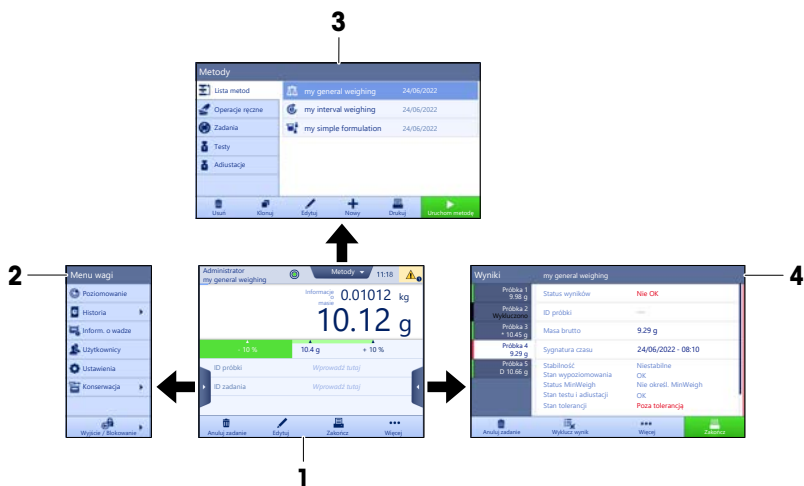 3
Metody
Lista metod
my general weighing 24/06/2022
Operacje ręczne
my interval weighing 24/06/2022
Zadania
my simple formulation 24/06/2022
Testy
Adiustacje
Usuń Klonuj Edytuj Nowy Drukuj Uruchom metodę
2
Menu wagi
Poziomowanie
Historia
Inform. o wadze
Użytkownicy
Ustawienia
Konserwacja
Wyjście / Blokowanie
Administrator
my general weighing
Metody 11:18
Informacje o masie 0.01012 kg
10.12 g
- 10 % 10.4 g + 10 %
ID próbki Wprowadź tutaj
ID zadania Wprowadź tutaj
Anuluj zadanie Edytuj Zakończ Więcej
1
4
Wyniki my general weighing
Próbka 1
9.98 g
Próbka 2
Wykluczono
Próbka 3
* 10.45 g
Próbka 4
9.29 g
Próbka 5
D 10.66 g
Status wyników Nie OK
ID próbki ---
Masa brutto 9.29 g
Sygnatura czasu 24/06/2022 - 08:10
Stabilność Niestabilne
Stan wypoziomowania OK
Status MinWeigh Nie określ. MinWeigh
Stan testu i adiustacji OK
Stan tolerancji Poza tolerancją
Anuluj zadanie Wyklucz wynik Więcej Zakończ